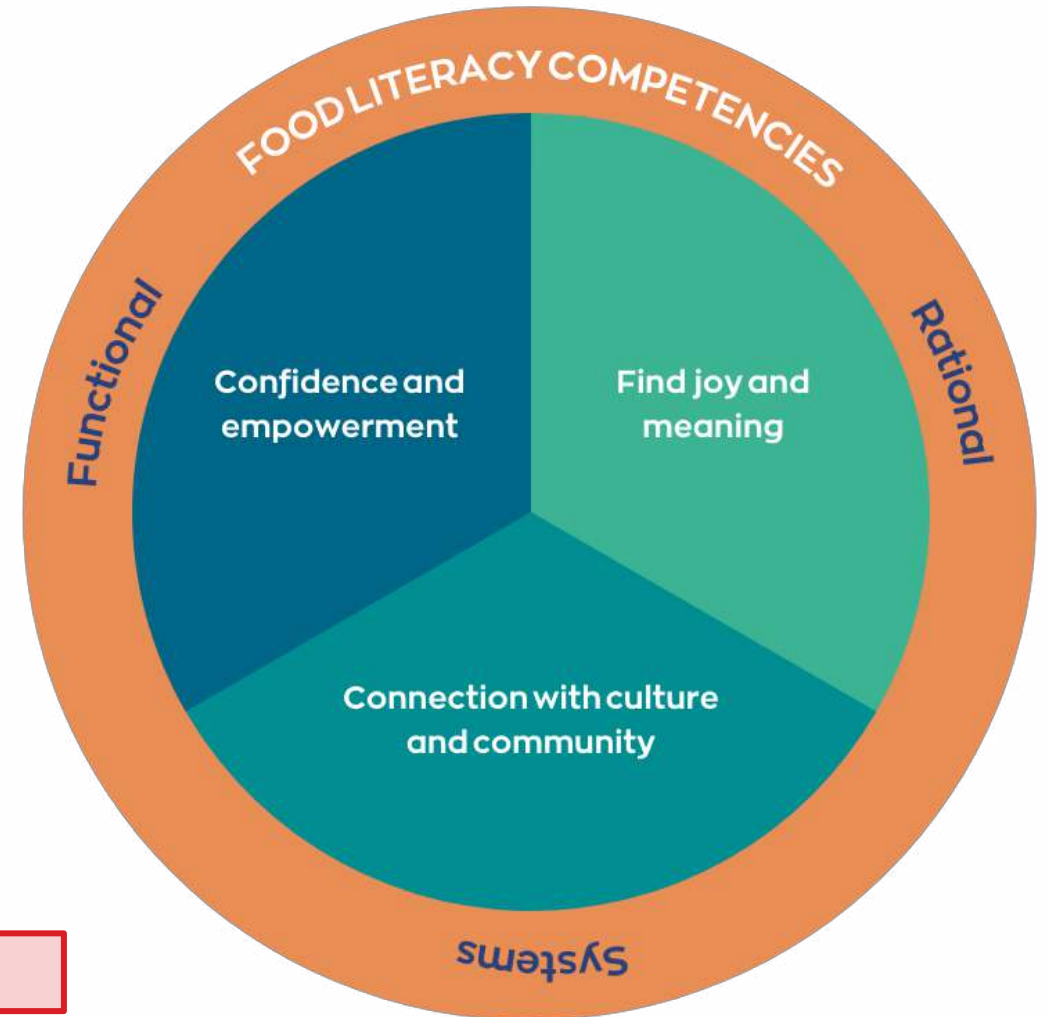 FOOD LITERACY COMPETENCIES
Functional
Rational
Confidence and
empowerment
Find joy and
meaning
Connection with culture
and community
Systems